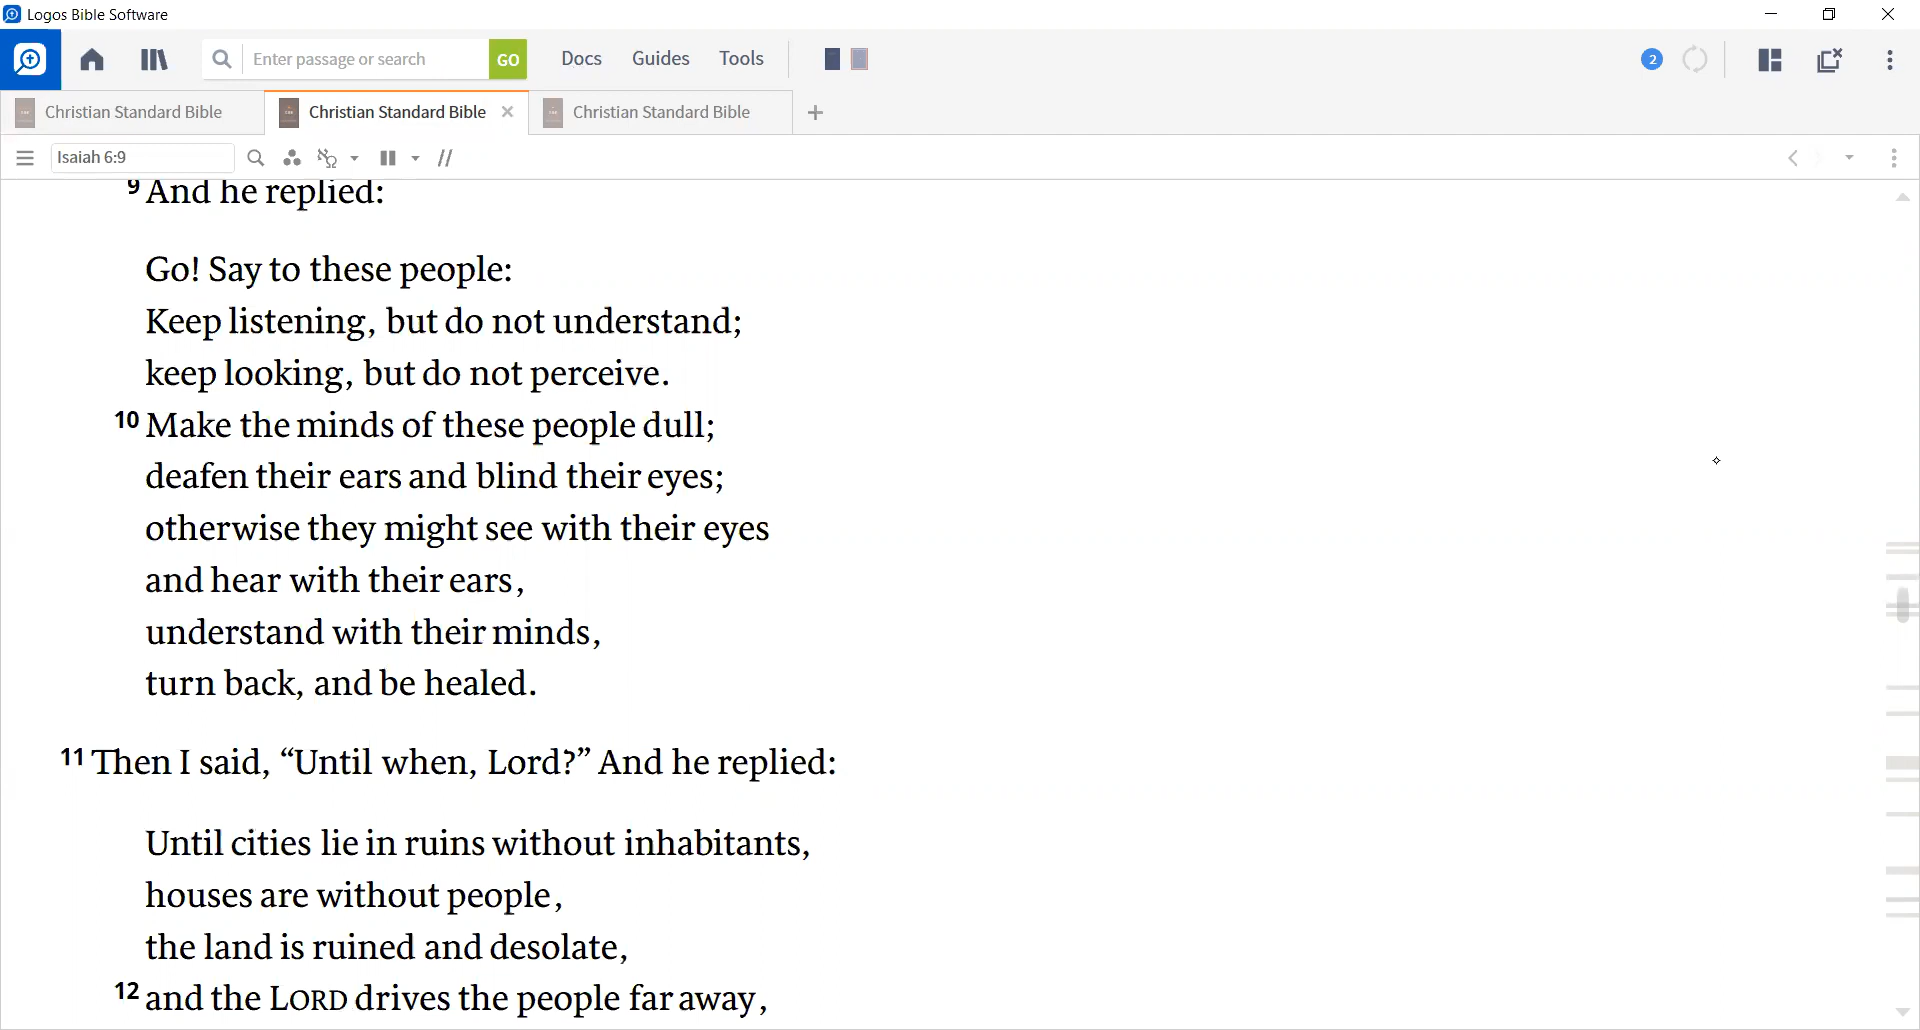 Logos Bible Software
Enter passage or search GO Docs Guides Tools 2
Christian Standard Bible Christian Standard Bible Christian Standard Bible
Isaiah 6:9
9 And he replied:
Go! Say to these people:
Keep listening, but do not understand;
keep looking, but do not perceive.
10 Make the minds of these people dull;
deafen their ears and blind their eyes;
otherwise they might see with their eyes
and hear with their ears,
understand with their minds,
turn back, and be healed.
11 Then I said, “Until when, Lord?” And he replied:
Until cities lie in ruins without inhabitants,
houses are without people,
the land is ruined and desolate,
12 and the LORD drives the people far away,